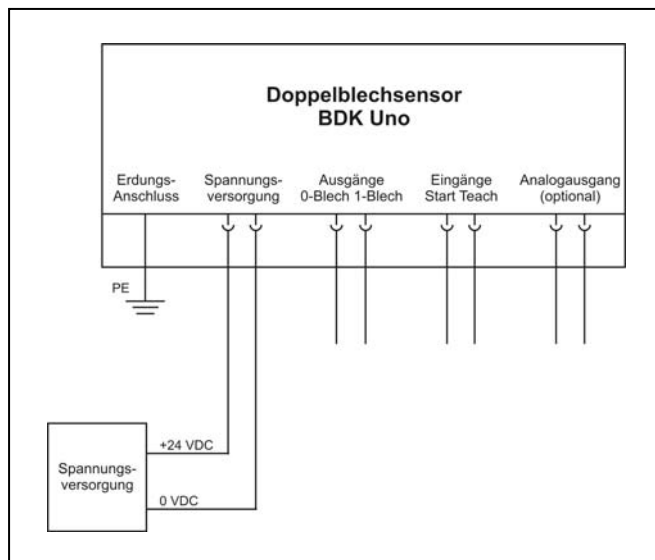 Doppelblechsensor
BDK Uno
Erdungs-
Anschluss
Spannungs-
versorgung
Ausgänge
0-Blech 1-Blech
Eingänge
Start Teach
Analogausgang
(optional)
PE
+24 VDC
Spannungs-
versorgung
0 VDC